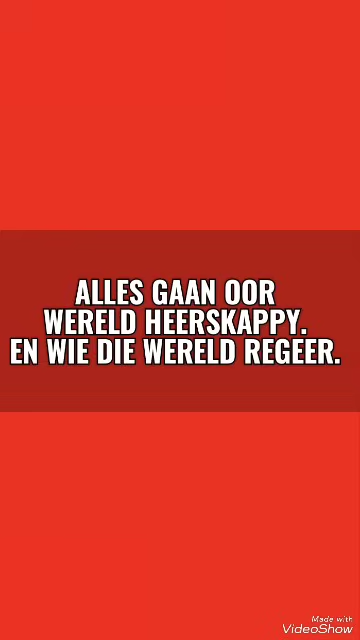 ALLES GAAN OOR
WERELD HEERSKAPPY.
EN WIE DIE WERELD REGEER.
Made with
VideoShow